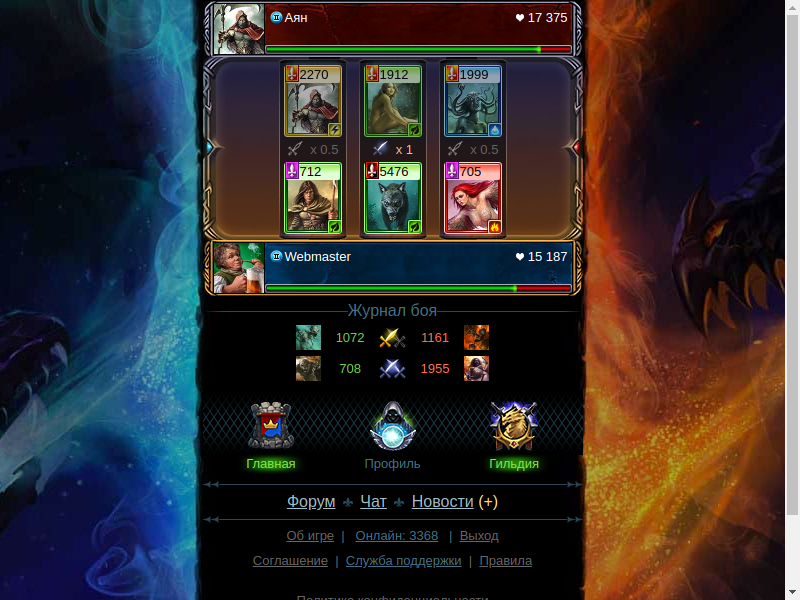 Аян 17 375
2270 1912 1999
x 0.5 x 1 x 0.5
712 5476 705
Webmaster 15 187
Журнал боя
1072 1161
708 1955
Главная Профиль Гильдия
Форум Чат Новости (+)
Об игре | Онлайн: 3368 | Выход
Соглашение | Служба поддержки | Правила
Политика конфиденциальности